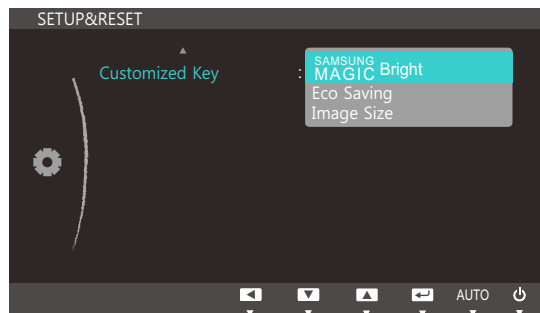 SETUP&RESET
Customized Key : SAMSUNG MAGIC Bright
Eco Saving
Image Size
AUTO